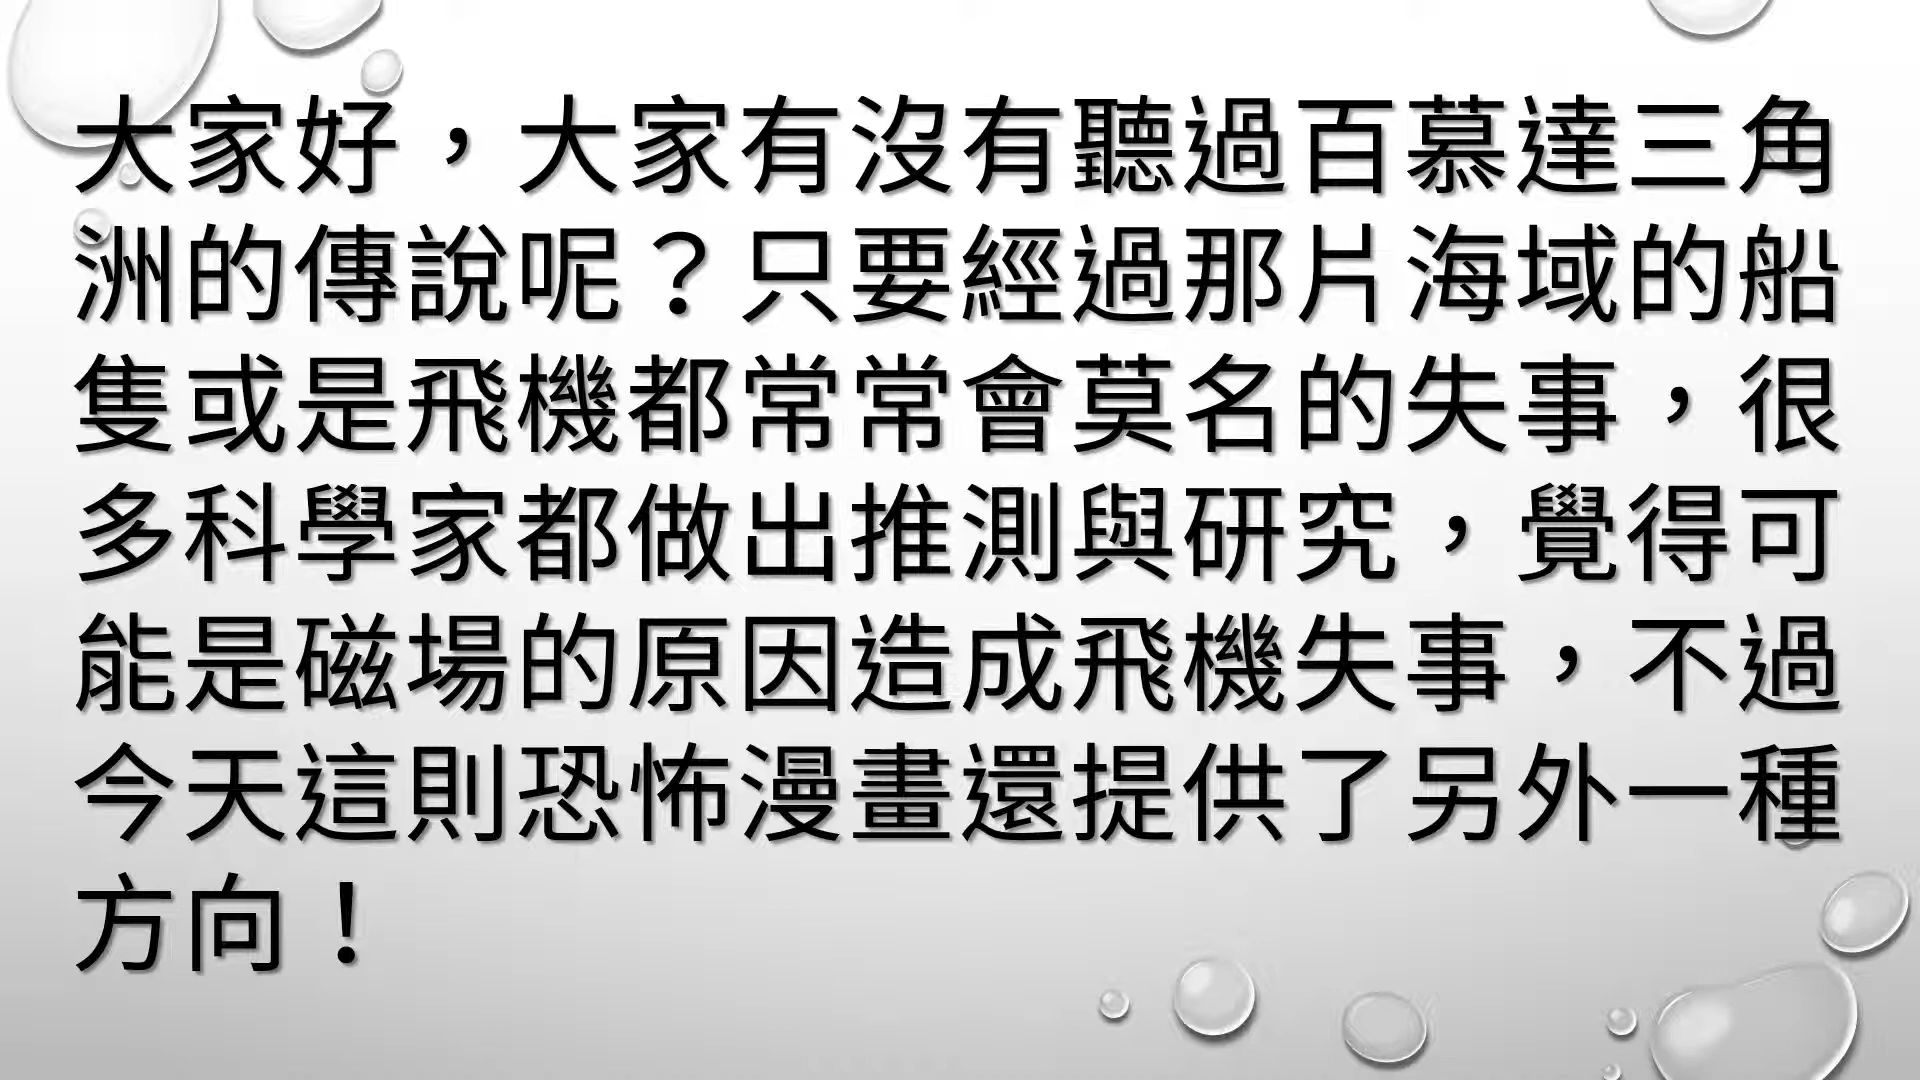 大家好，大家有沒有聽過百慕達三角
洲的傳說呢？只要經過那片海域的船
隻或是飛機都常常會莫名的失事，很
多科學家都做出推測與研究，覺得可
能是磁場的原因造成飛機失事，不過
今天這則恐怖漫畫還提供了另外一種
方向！